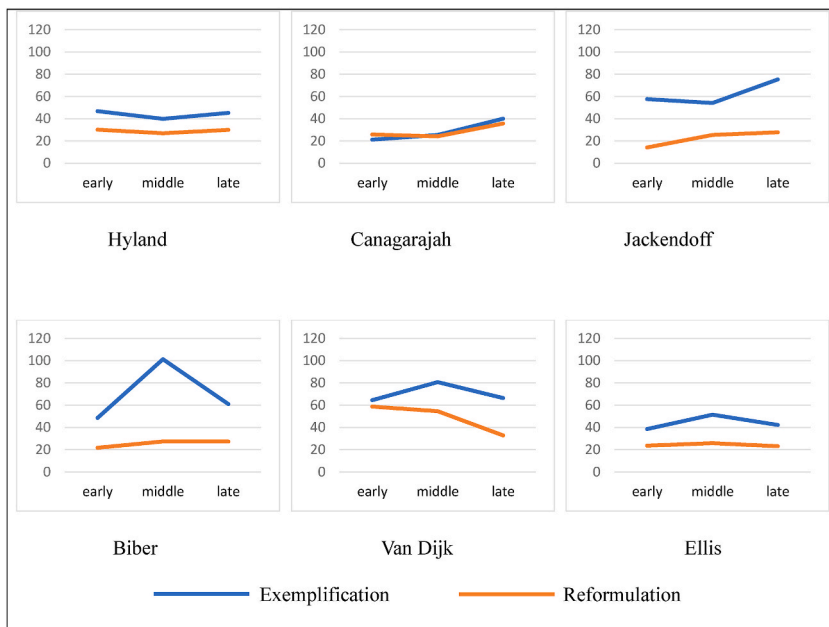 120 120 120
100 100 100
80 80 80
60 60 60
40 40 40
20 20 20
0 0 0
early middle late early middle late early middle late
Hyland Canagarajah Jackendoff
120 120 120
100 100 100
80 80 80
60 60 60
40 40 40
20 20 20
0 0 0
early middle late early middle late early middle late
Biber Van Dijk Ellis
Exemplification Reformulation